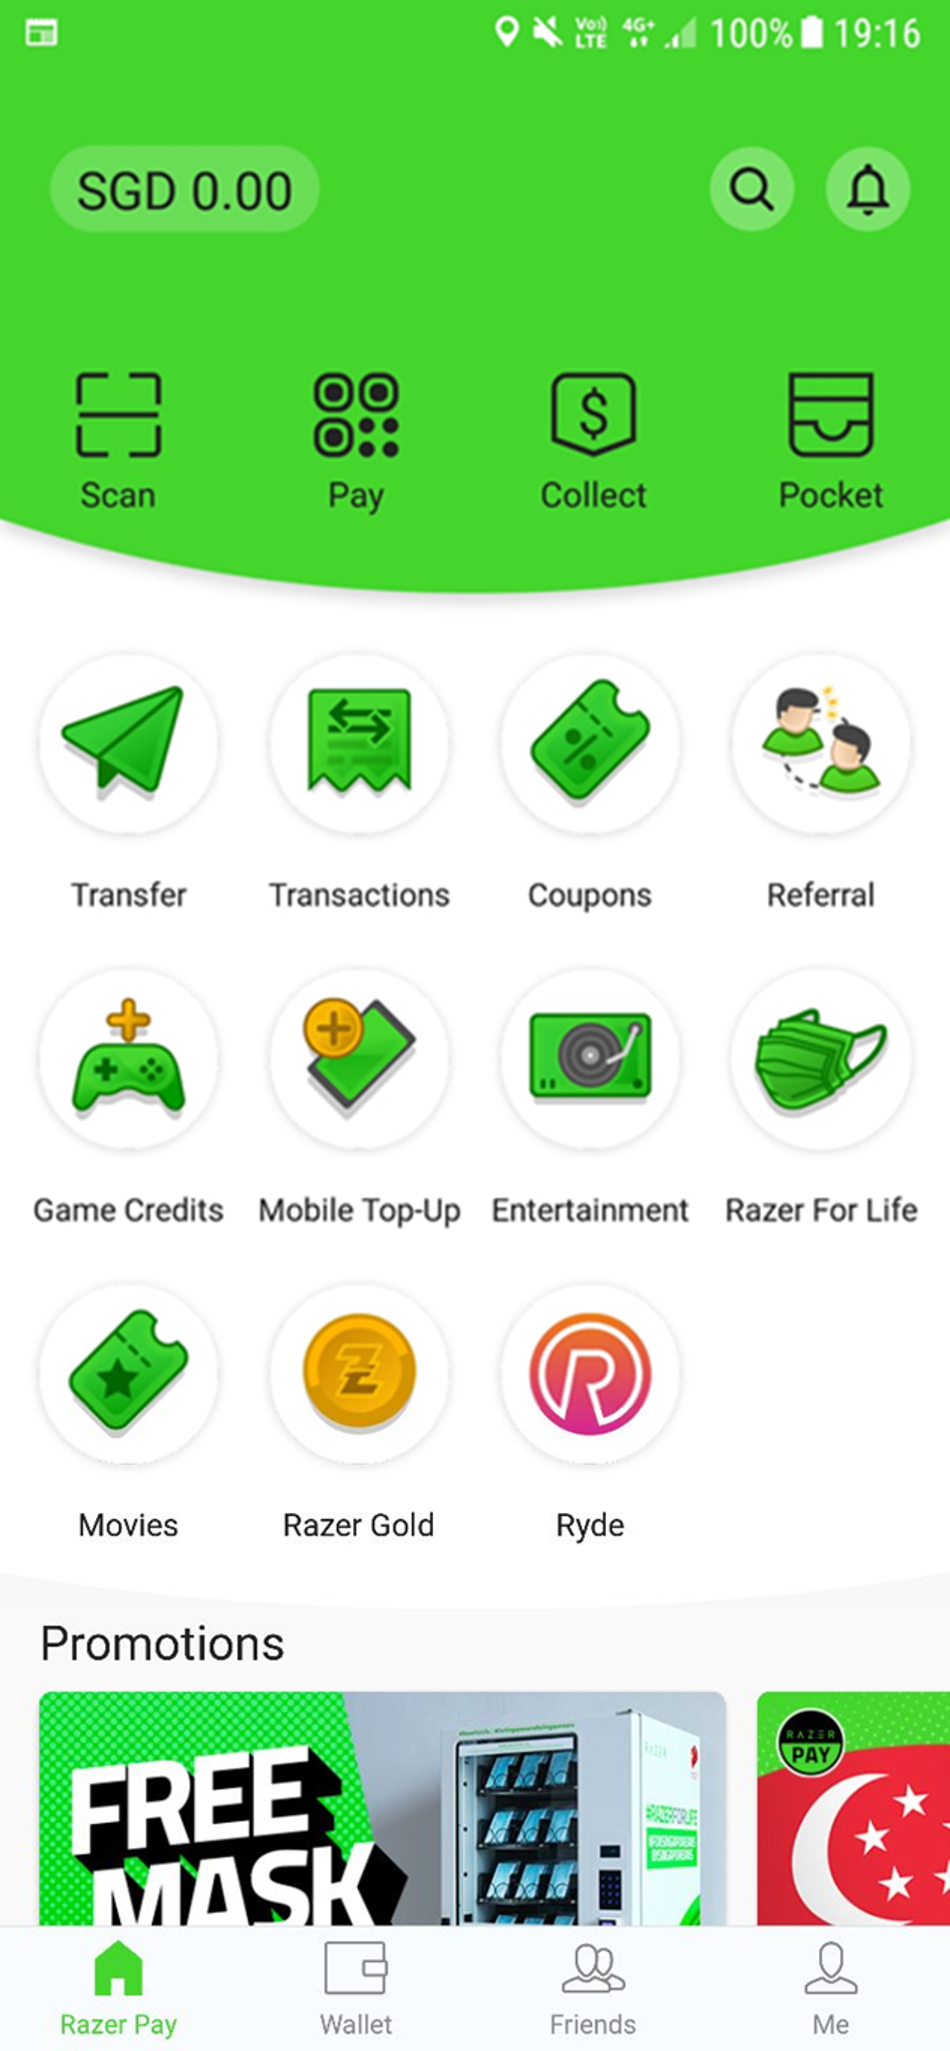 Vo)) LTE 4G+ 100% 19:16
SGD 0.00
Scan Pay Collect Pocket
Transfer Transactions Coupons Referral
Game Credits Mobile Top-Up Entertainment Razer For Life
Movies Razer Gold Ryde
Promotions
FREE
MASK
RAZER
#RAZERFORLIFE
RAZER
PAY
Razer Pay Wallet Friends Me